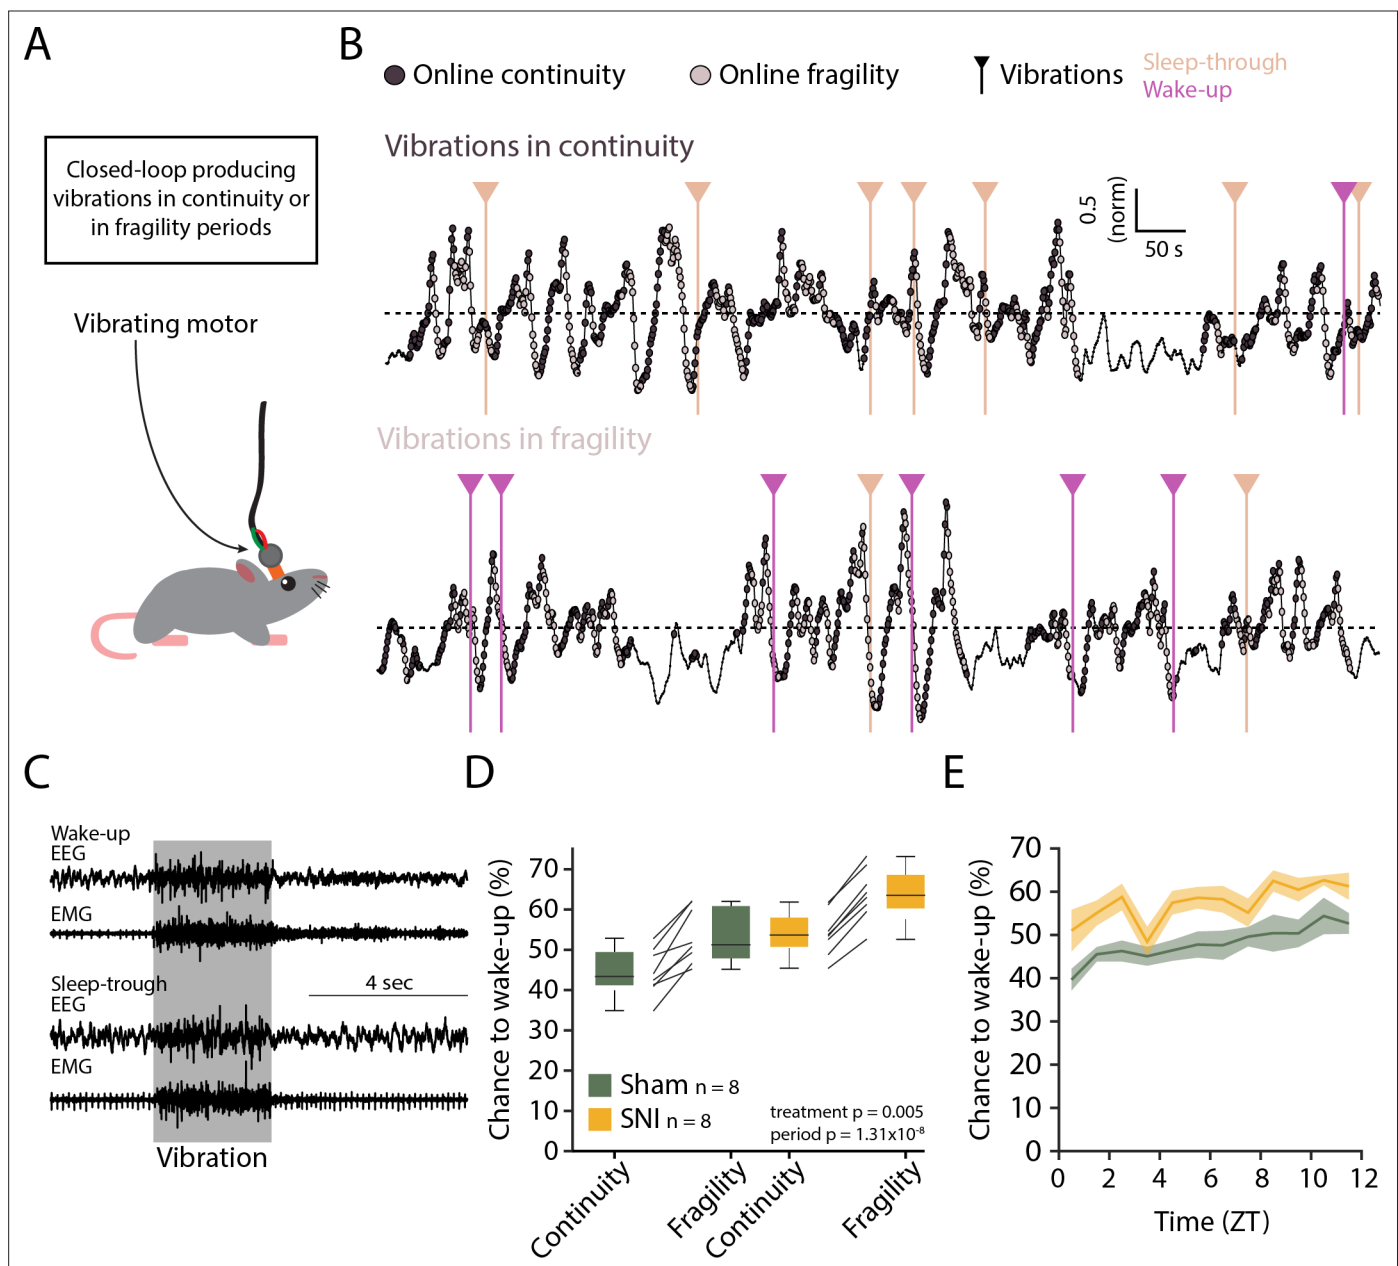 A
Closed-loop producing
vibrations in continuity or
in fragility periods
Vibrating motor
B
Online continuity
Online fragility
Vibrations
Sleep-through
Wake-up
Vibrations in continuity
0.5
(norm)
50 s
Vibrations in fragility
C
Wake-up
EEG
EMG
Sleep-trough
EEG
4 sec
EMG
Vibration
D
Chance to wake-up (%)
70
60
50
40
30
20
10
0
Sham n = 8
SNI n = 8
treatment p = 0.005
period p = 1.31x10⁻⁸
Continuity
Fragility
Continuity
Fragility
E
Chance to wake-up (%)
70
60
50
40
30
20
10
0
0 2 4 6 8 10 12
Time (ZT)